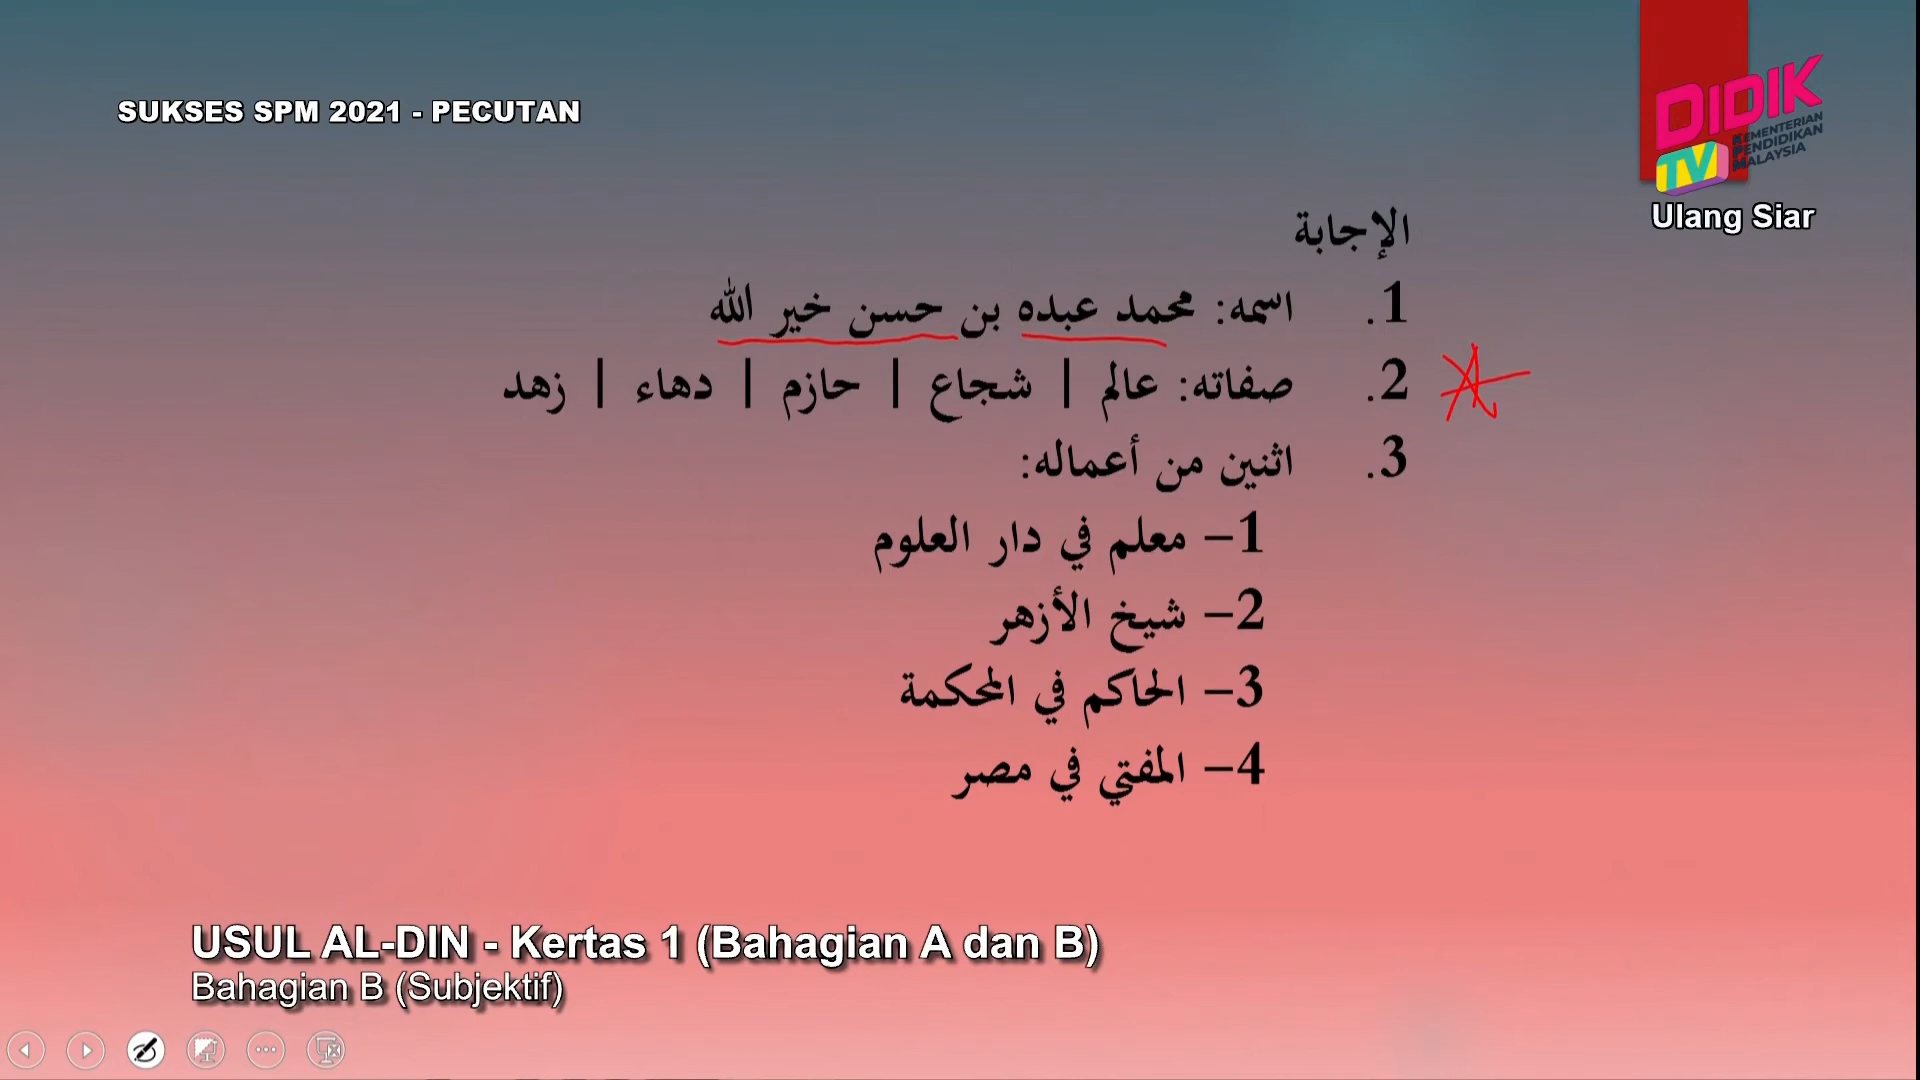 SUKSES SPM 2021 - PECUTAN
DIDIK
TV
KEMENTERIAN
PENDIDIKAN
MALAYSIA
Ulang Siar
الإجابة
1. اسمه: محمد عبده بن حسن خير الله
2. صفاته: عالم | شجاع | حازم | دهاء | زهد
3. اثنين من أعماله:
1– معلم في دار العلوم
2– شيخ الأزهر
3– الحاكم في المحكمة
4– المفتي في مصر
USUL AL-DIN - Kertas 1 (Bahagian A dan B)
Bahagian B (Subjektif)